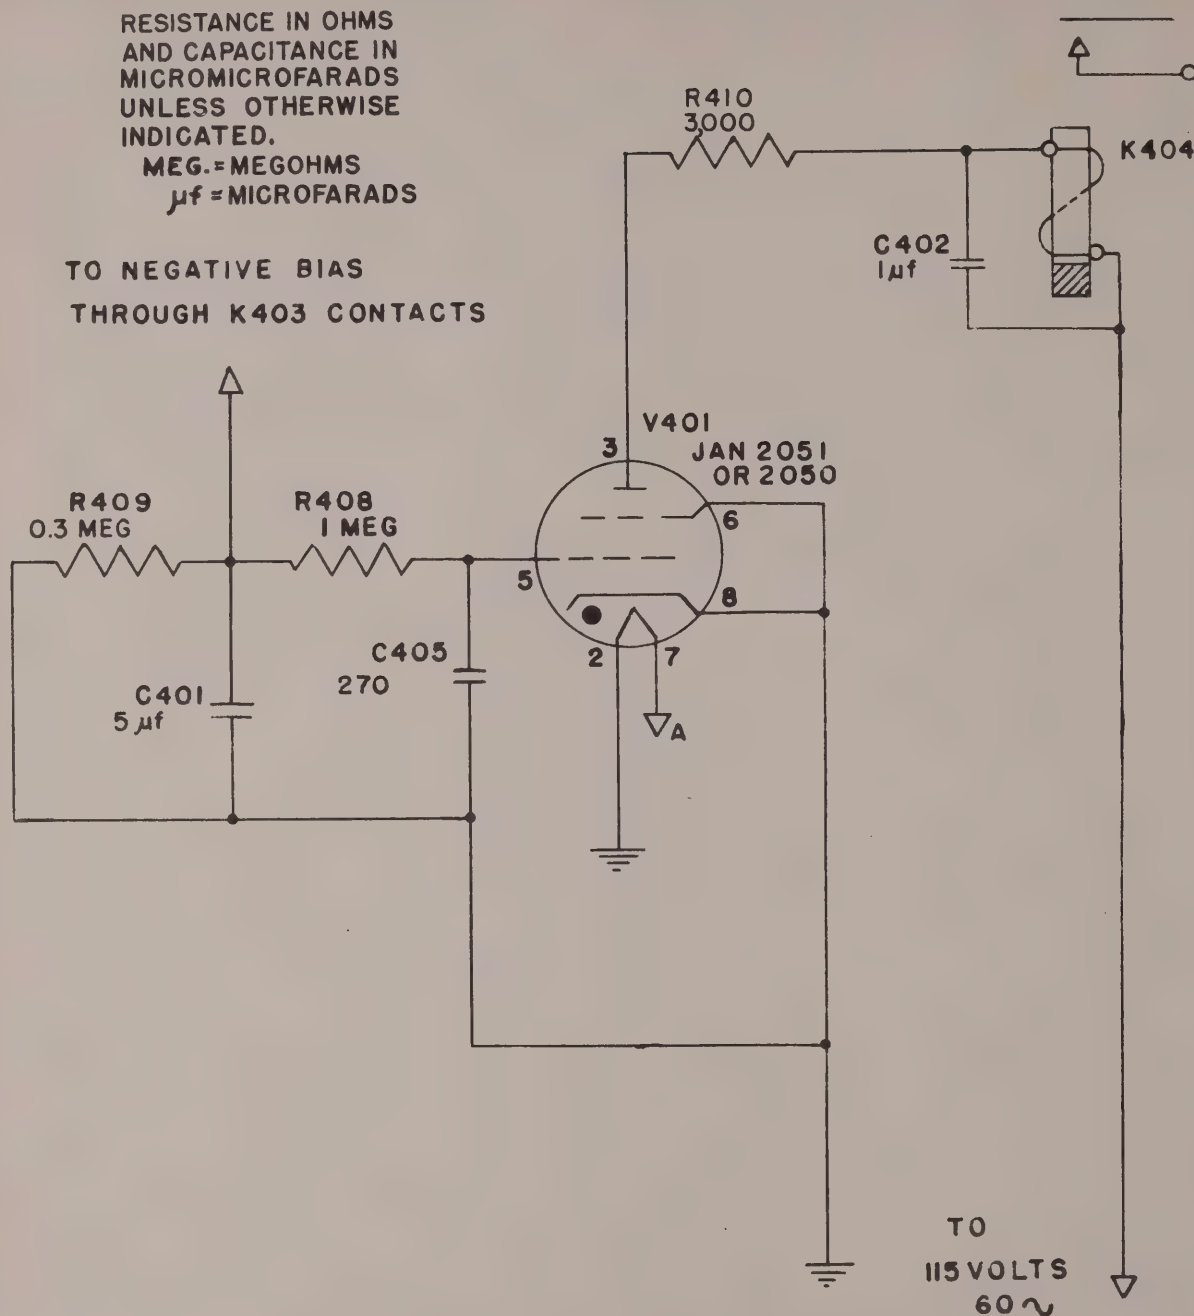 RESISTANCE IN OHMS
AND CAPACITANCE IN
MICROMICROFARADS
UNLESS OTHERWISE
INDICATED.
MEG.=MEGOHMS
µf=MICROFARADS
TO NEGATIVE BIAS
THROUGH K403 CONTACTS
R410
3,000
K404
C402
1µf
V401
JAN 2051
OR 2050
3
6
5
8
2
7
A
R409
0.3 MEG
R408
1 MEG
C405
270
C401
5µf
TO
115 VOLTS
60 ~